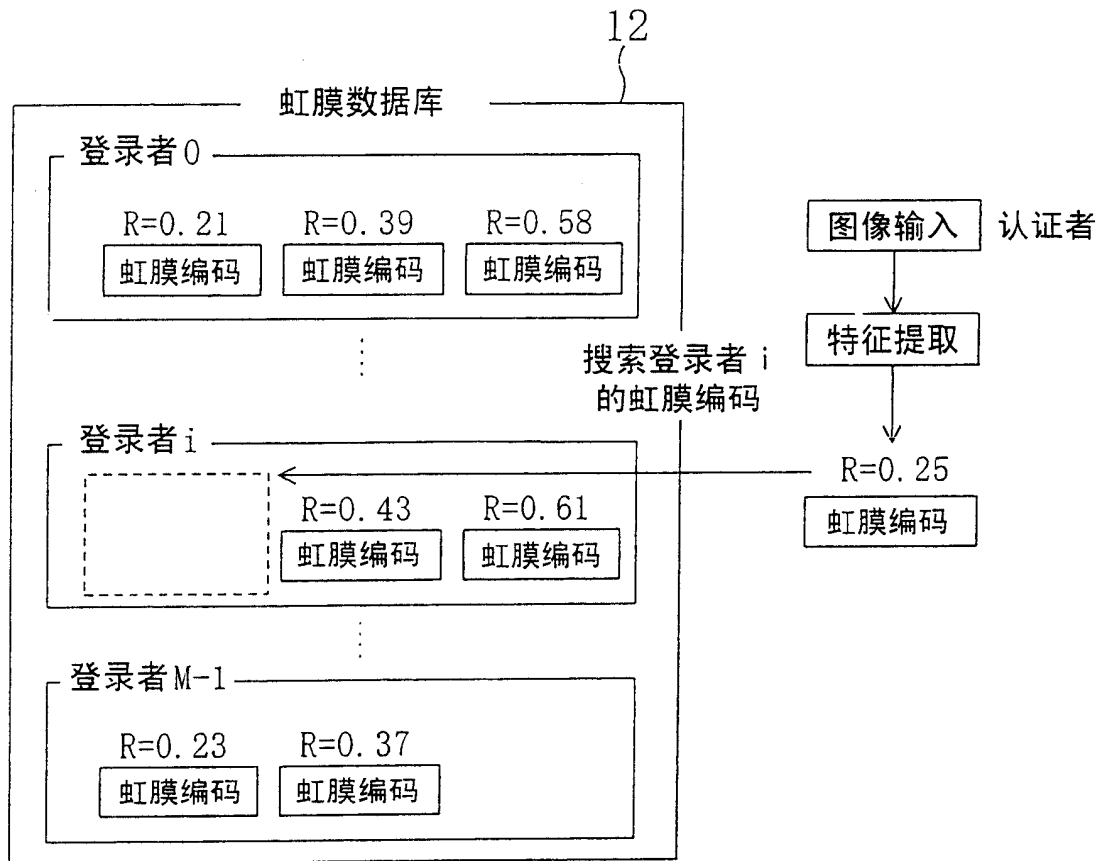 12
虹膜数据库
登录者0
R=0.21 R=0.39 R=0.58
虹膜编码 虹膜编码 虹膜编码
图像输入 认证者
特征提取
搜索登录者 i
的虹膜编码
登录者i
R=0.25
虹膜编码
R=0.43 R=0.61
虹膜编码 虹膜编码
登录者M-1
R=0.23 R=0.37
虹膜编码 虹膜编码